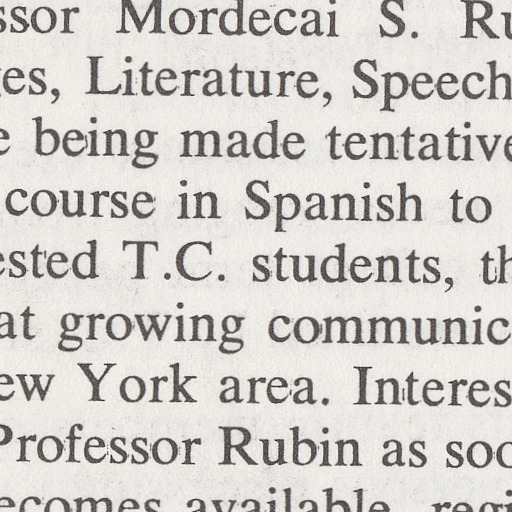 ssor Mordecai S. Ru
es, Literature, Speech
e being made tentative
course in Spanish to
ested T.C. students, th
at growing communic
ew York area. Interes
Professor Rubin as soo
ecomes available, regi